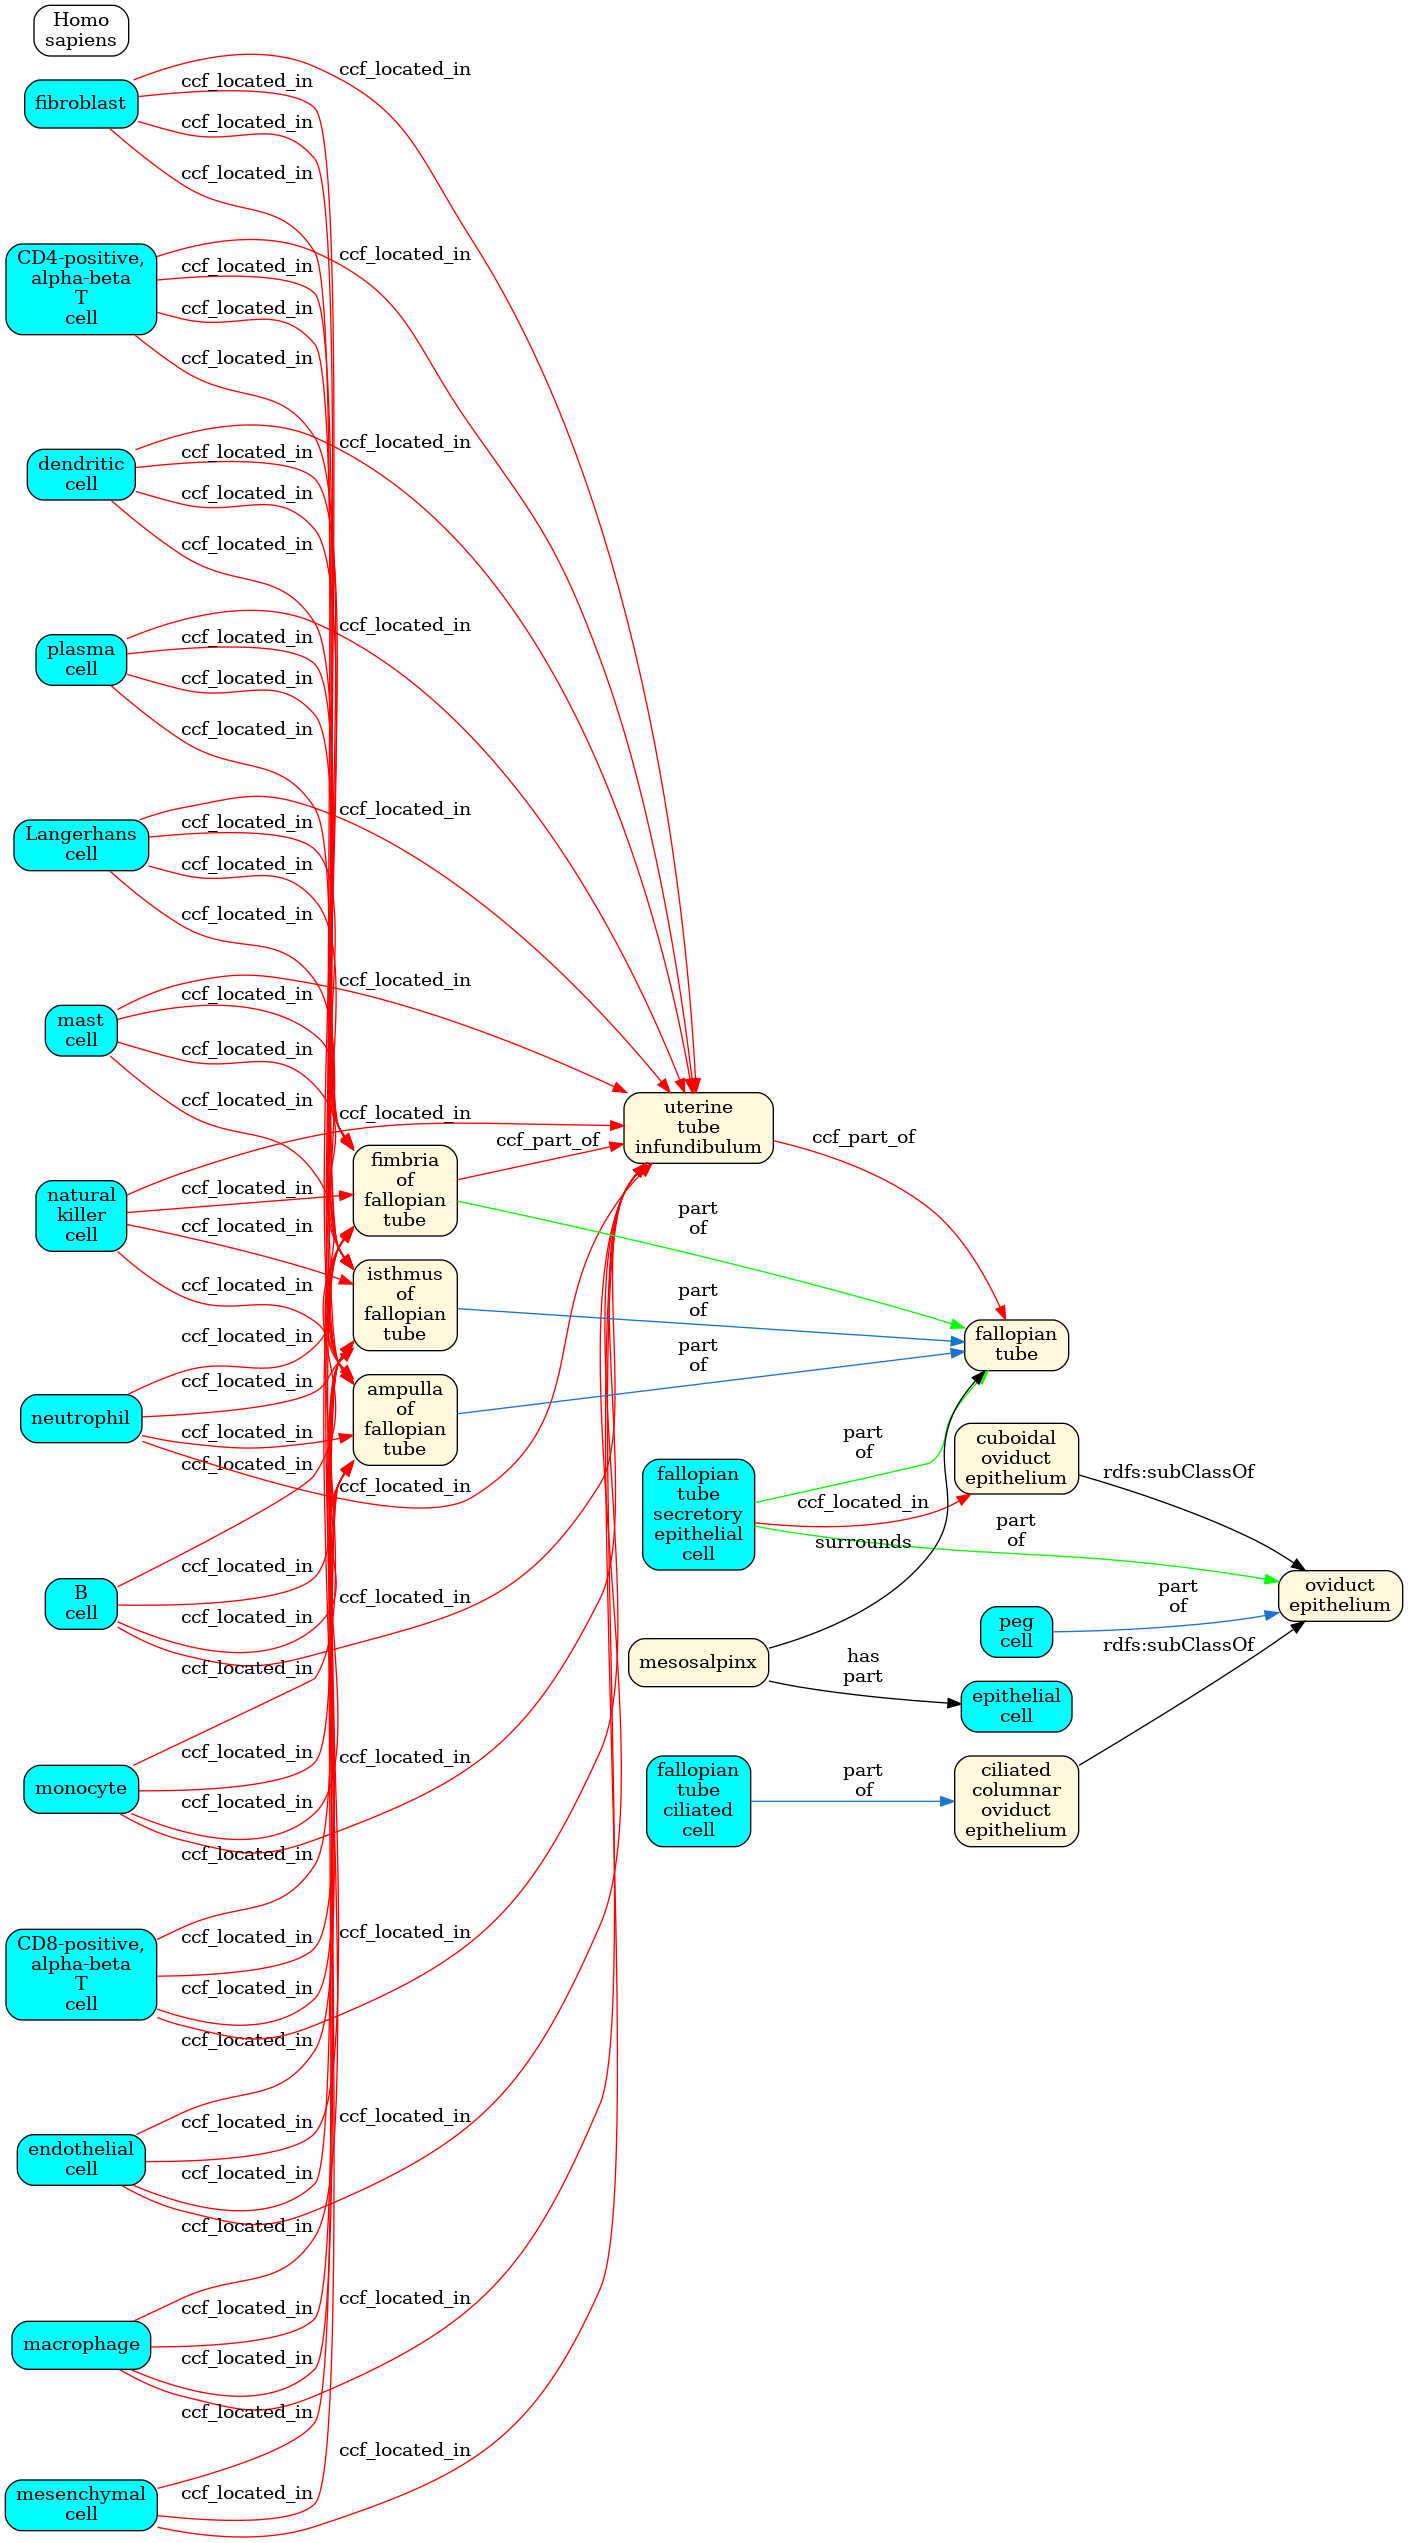 Homo
sapiens
fibroblast
ccf_located_in
ccf_located_in
ccf_located_in
ccf_located_in
CD4-positive,
alpha-beta
T
cell
ccf_located_in
ccf_located_in
ccf_located_in
ccf_located_in
dendritic
cell
ccf_located_in
ccf_located_in
ccf_located_in
ccf_located_in
plasma
cell
ccf_located_in
ccf_located_in
ccf_located_in
ccf_located_in
Langerhans
cell
ccf_located_in
ccf_located_in
ccf_located_in
ccf_located_in
mast
cell
ccf_located_in
ccf_located_in
ccf_located_in
ccf_located_in
natural
killer
cell
ccf_located_in
ccf_located_in
ccf_located_in
ccf_located_in
neutrophil
ccf_located_in
ccf_located_in
ccf_located_in
ccf_located_in
B
cell
ccf_located_in
ccf_located_in
ccf_located_in
ccf_located_in
monocyte
ccf_located_in
ccf_located_in
ccf_located_in
ccf_located_in
CD8-positive,
alpha-beta
T
cell
ccf_located_in
ccf_located_in
ccf_located_in
ccf_located_in
endothelial
cell
ccf_located_in
ccf_located_in
ccf_located_in
ccf_located_in
macrophage
ccf_located_in
ccf_located_in
ccf_located_in
ccf_located_in
mesenchymal
cell
ccf_located_in
ccf_located_in
ccf_located_in
fimbria
of
fallopian
tube
isthmus
of
fallopian
tube
ampulla
of
fallopian
tube
ccf_part_of
uterine
tube
infundibulum
ccf_part_of
part
of
part
of
part
of
fallopian
tube
fallopian
tube
secretory
epithelial
cell
part
of
ccf_located_in
part
of
surrounds
cuboidal
oviduct
epithelium
rdfs:subClassOf
oviduct
epithelium
peg
cell
part
of
rdfs:subClassOf
mesosalpinx
has
part
epithelial
cell
fallopian
tube
ciliated
cell
part
of
ciliated
columnar
oviduct
epithelium